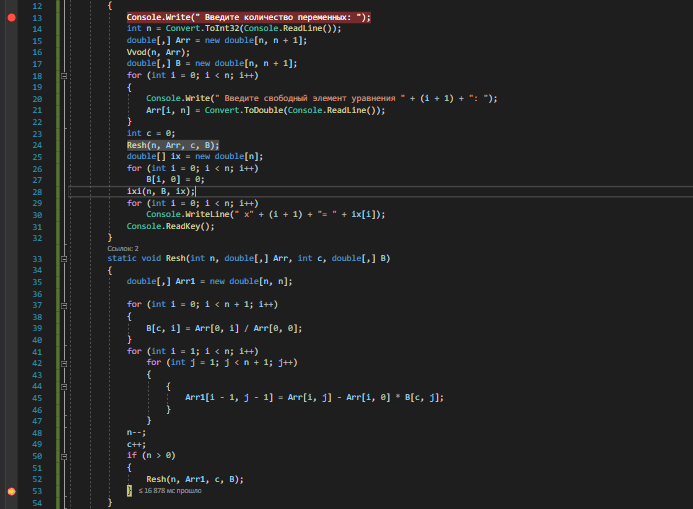 12 {
13 Console.Write(" Введите количество переменных: ");
14 int n = Convert.ToInt32(Console.ReadLine());
15 double[,] Arr = new double[n, n + 1];
16 Vvod(n, Arr);
17 double[,] B = new double[n, n + 1];
18 for (int i = 0; i < n; i++)
19 {
20 Console.Write(" Введите свободный элемент уравнения " + (i + 1) + ": ");
21 Arr[i, n] = Convert.ToDouble(Console.ReadLine());
22 }
23 int c = 0;
24 Resh(n, Arr, c, B);
25 double[] ix = new double[n];
26 for (int i = 0; i < n; i++)
27 B[i, 0] = 0;
28 ixi(n, B, ix);
29 for (int i = 0; i < n; i++)
30 Console.WriteLine(" x" + (i + 1) + "= " + ix[i]);
31 Console.ReadKey();
32 }
Ссылок: 2
33 static void Resh(int n, double[,] Arr, int c, double[,] B)
34 {
35 double[,] Arr1 = new double[n, n];
36
37 for (int i = 0; i < n + 1; i++)
38 {
39 B[c, i] = Arr[0, i] / Arr[0, 0];
40 }
41 for (int i = 1; i < n; i++)
42 for (int j = 1; j < n + 1; j++)
43 {
44 {
45 Arr1[i - 1, j - 1] = Arr[i, j] - Arr[i, 0] * B[c, j];
46 }
47 }
48 n--;
49 c++;
50 if (n > 0)
51 {
52 Resh(n, Arr1, c, B);
53 } ≤ 16 878 мс прошло
54 }